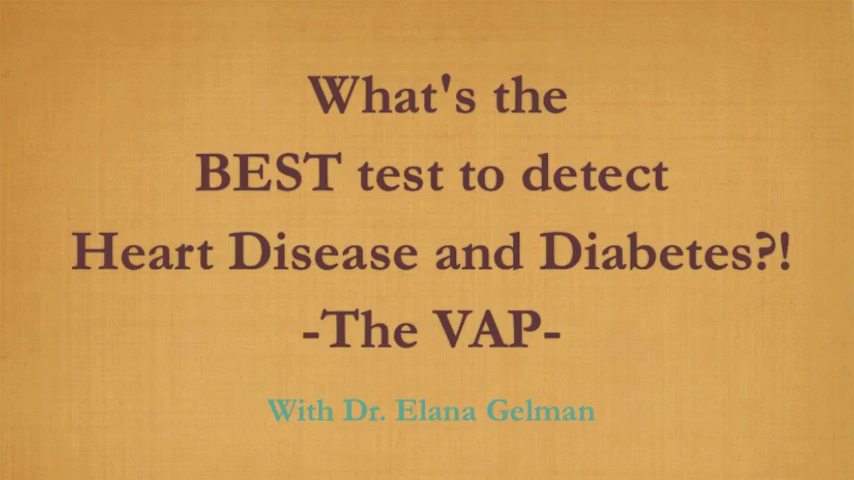 What's the
BEST test to detect
Heart Disease and Diabetes?!
-The VAP-
With Dr. Elana Gelman